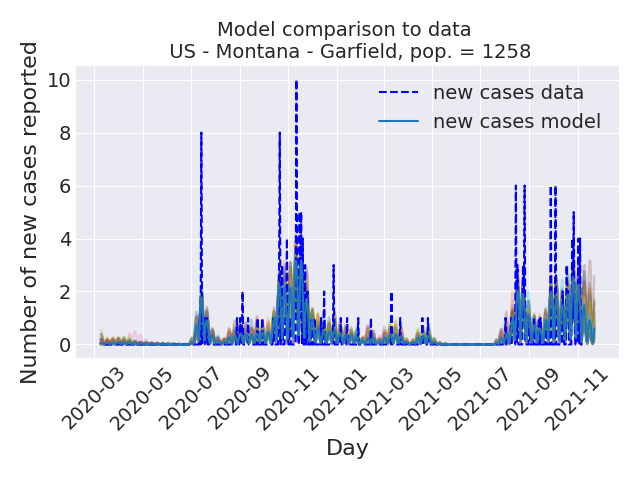 Model comparison to data
US - Montana - Garfield, pop. = 1258
Number of new cases reported
10
8
6
4
2
0
new cases data
new cases model
2020-03
2020-05
2020-07
2020-09
2020-11
2021-01
2021-03
2021-05
2021-07
2021-09
2021-11
Day